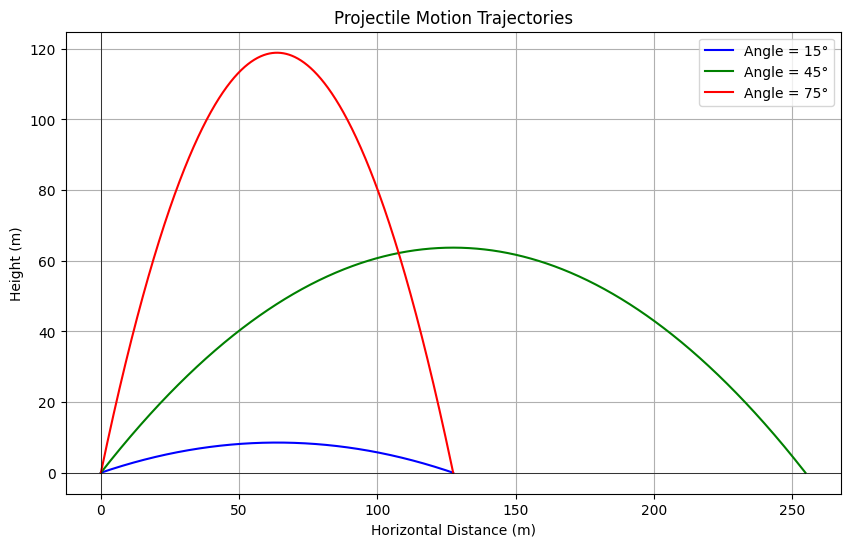 Projectile Motion Trajectories
Angle = 15°
Angle = 45°
Angle = 75°
Height (m)
120
100
80
60
40
20
0
0 50 100 150 200 250
Horizontal Distance (m)